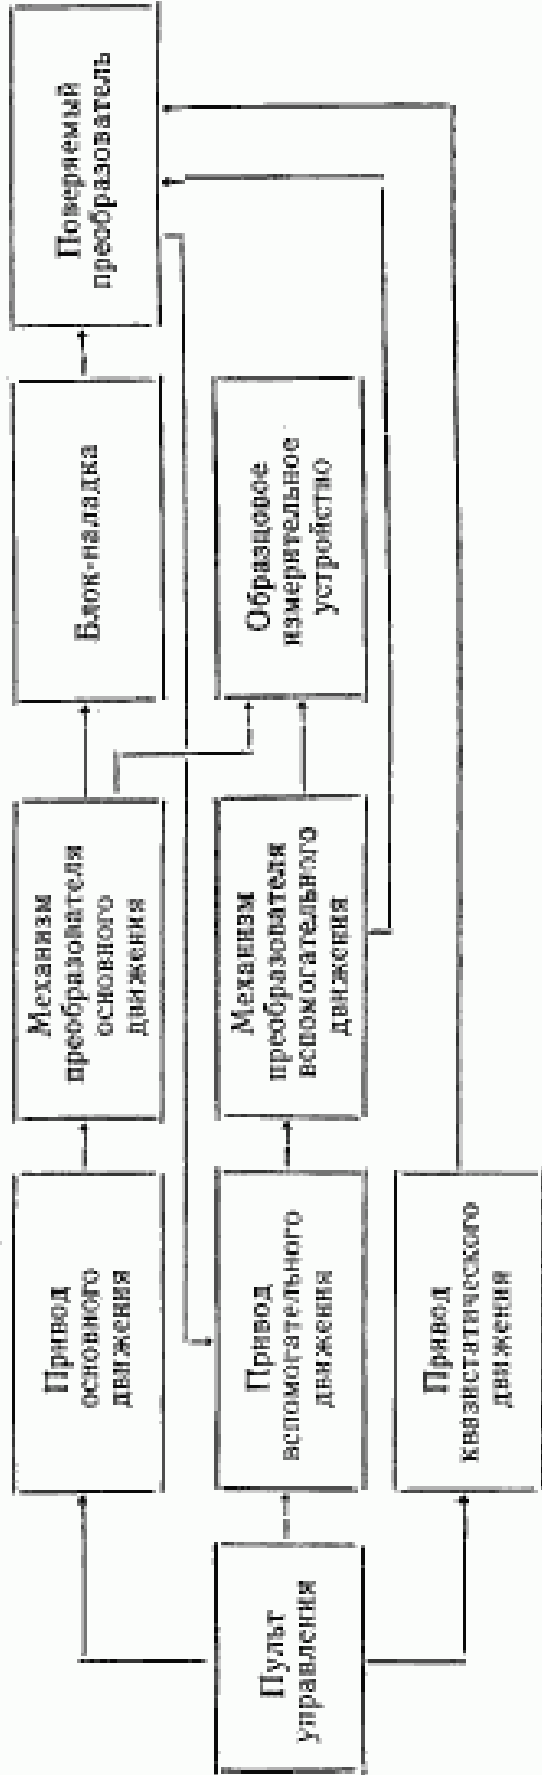 Пульт
управления
Привод
основного
движения
Привод
вспомогательного
движения
Привод
квазистатического
движения
Механизм
преобразователя
основного
движения
Механизм
преобразователя
вспомогательного
движения
Блок-наладка
Образцовое
измерительное
устройство
Поверяемый
преобразователь